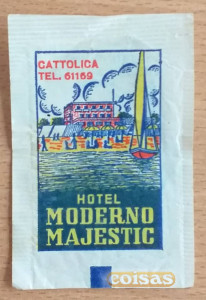 CATTOLICA
TEL. 61169
HOTEL
MODERNO
MAJESTIC
coisas